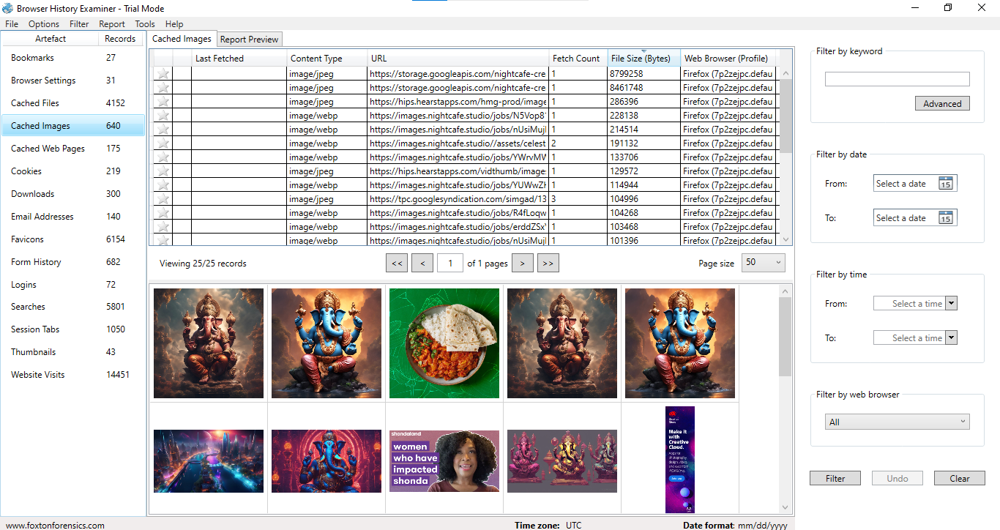 Browser History Examiner - Trial Mode
File Options Filter Report Tools Help
Artefact Records
Bookmarks 27
Browser Settings 31
Cached Files 4152
Cached Images 640
Cached Web Pages 175
Cookies 219
Downloads 300
Email Addresses 140
Favicons 6154
Form History 682
Logins 72
Searches 5801
Session Tabs 1050
Thumbnails 43
Website Visits 14451
Cached Images Report Preview
Last Fetched Content Type URL Fetch Count File Size (Bytes) Web Browser (Profile)
image/jpeg https://storage.googleapis.com/nightcafe-cre 1 8799258 Firefox (7p2zejpc.defau
image/jpeg https://storage.googleapis.com/nightcafe-cre 1 8461748 Firefox (7p2zejpc.defau
image/jpeg https://hips.hearstapps.com/hmg-prod/image 1 286396 Firefox (7p2zejpc.defau
image/webp https://images.nightcafe.studio/jobs/N5Vop8 1 228138 Firefox (7p2zejpc.defau
image/webp https://images.nightcafe.studio/jobs/nUsiMuj 1 214514 Firefox (7p2zejpc.defau
image/webp https://images.nightcafe.studio//assets/celest 2 191132 Firefox (7p2zejpc.defau
image/webp https://images.nightcafe.studio/jobs/YWrvMW 1 133706 Firefox (7p2zejpc.defau
image/jpeg https://hips.hearstapps.com/vidthumb/image 1 129572 Firefox (7p2zejpc.defau
image/webp https://images.nightcafe.studio/jobs/YUWwZ 1 114944 Firefox (7p2zejpc.defau
image/jpeg https://tpc.googlesyndication.com/simgad/13 3 104996 Firefox (7p2zejpc.defau
image/webp https://images.nightcafe.studio/jobs/R4fLoqw 1 104268 Firefox (7p2zejpc.defau
image/webp https://images.nightcafe.studio/jobs/erddZSx 1 103468 Firefox (7p2zejpc.defau
image/webp https://images.nightcafe.studio/jobs/nUsiMuj 1 101396 Firefox (7p2zejpc.defau
Viewing 25/25 records << < 1 of 1 pages > >> Page size 50
shondaland
women
who have
impacted
shonda
Creative
Cloud
Make it
with
Creative
Cloud.
Filter by keyword
Advanced
Filter by date
From: Select a date 15
To: Select a date 15
Filter by time
From: Select a time
To: Select a time
Filter by web browser
All
Filter Undo Clear
www.foxtonforensics.com Time zone: UTC Date format: mm/dd/yyyy